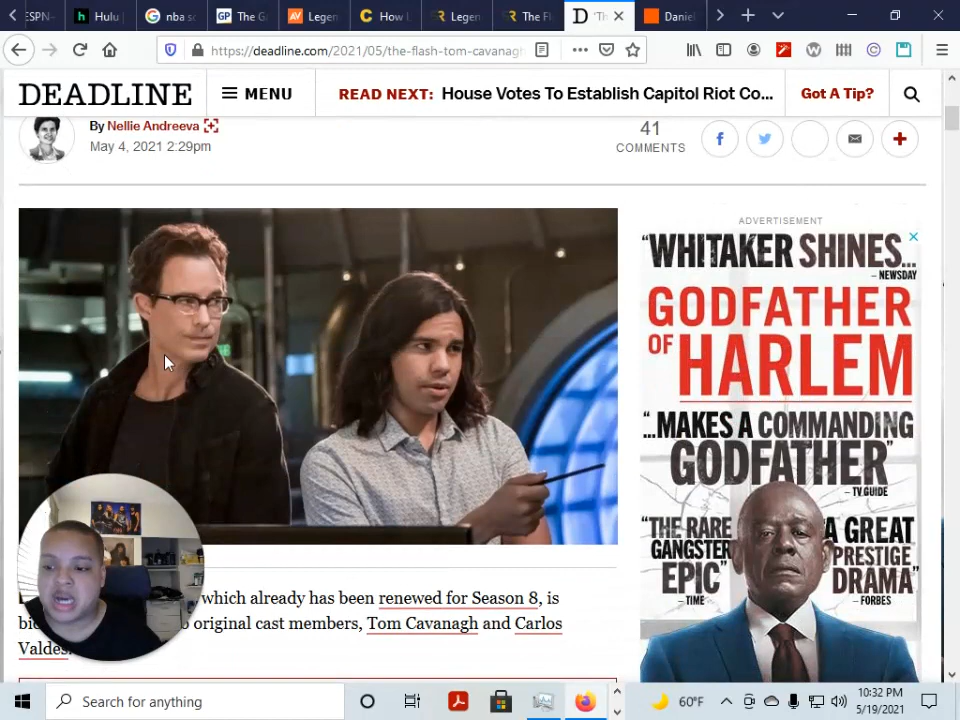 ESPN-
Hulu |
nba sc
The G
Legen
How L
Legen
The Fl
'Th
Daniel
https://deadline.com/2021/05/the-flash-tom-cavanagh
DEADLINE
MENU
READ NEXT: House Votes To Establish Capitol Riot Co...
Got A Tip?
By Nellie Andreeva
May 4, 2021 2:29pm
41
COMMENTS
ADVERTISEMENT
"WHITAKER SHINES...
– NEWSDAY
GODFATHER
OF HARLEM
"...MAKES A COMMANDING
GODFATHER"
– TV GUIDE
"THE RARE
GANGSTER
EPIC"
– TIME
"A GREAT
PRESTIGE
DRAMA"
– FORBES
which already has been renewed for Season 8, is
original cast members, Tom Cavanagh and Carlos
Valdes.
Search for anything
60°F
10:32 PM
5/19/2021